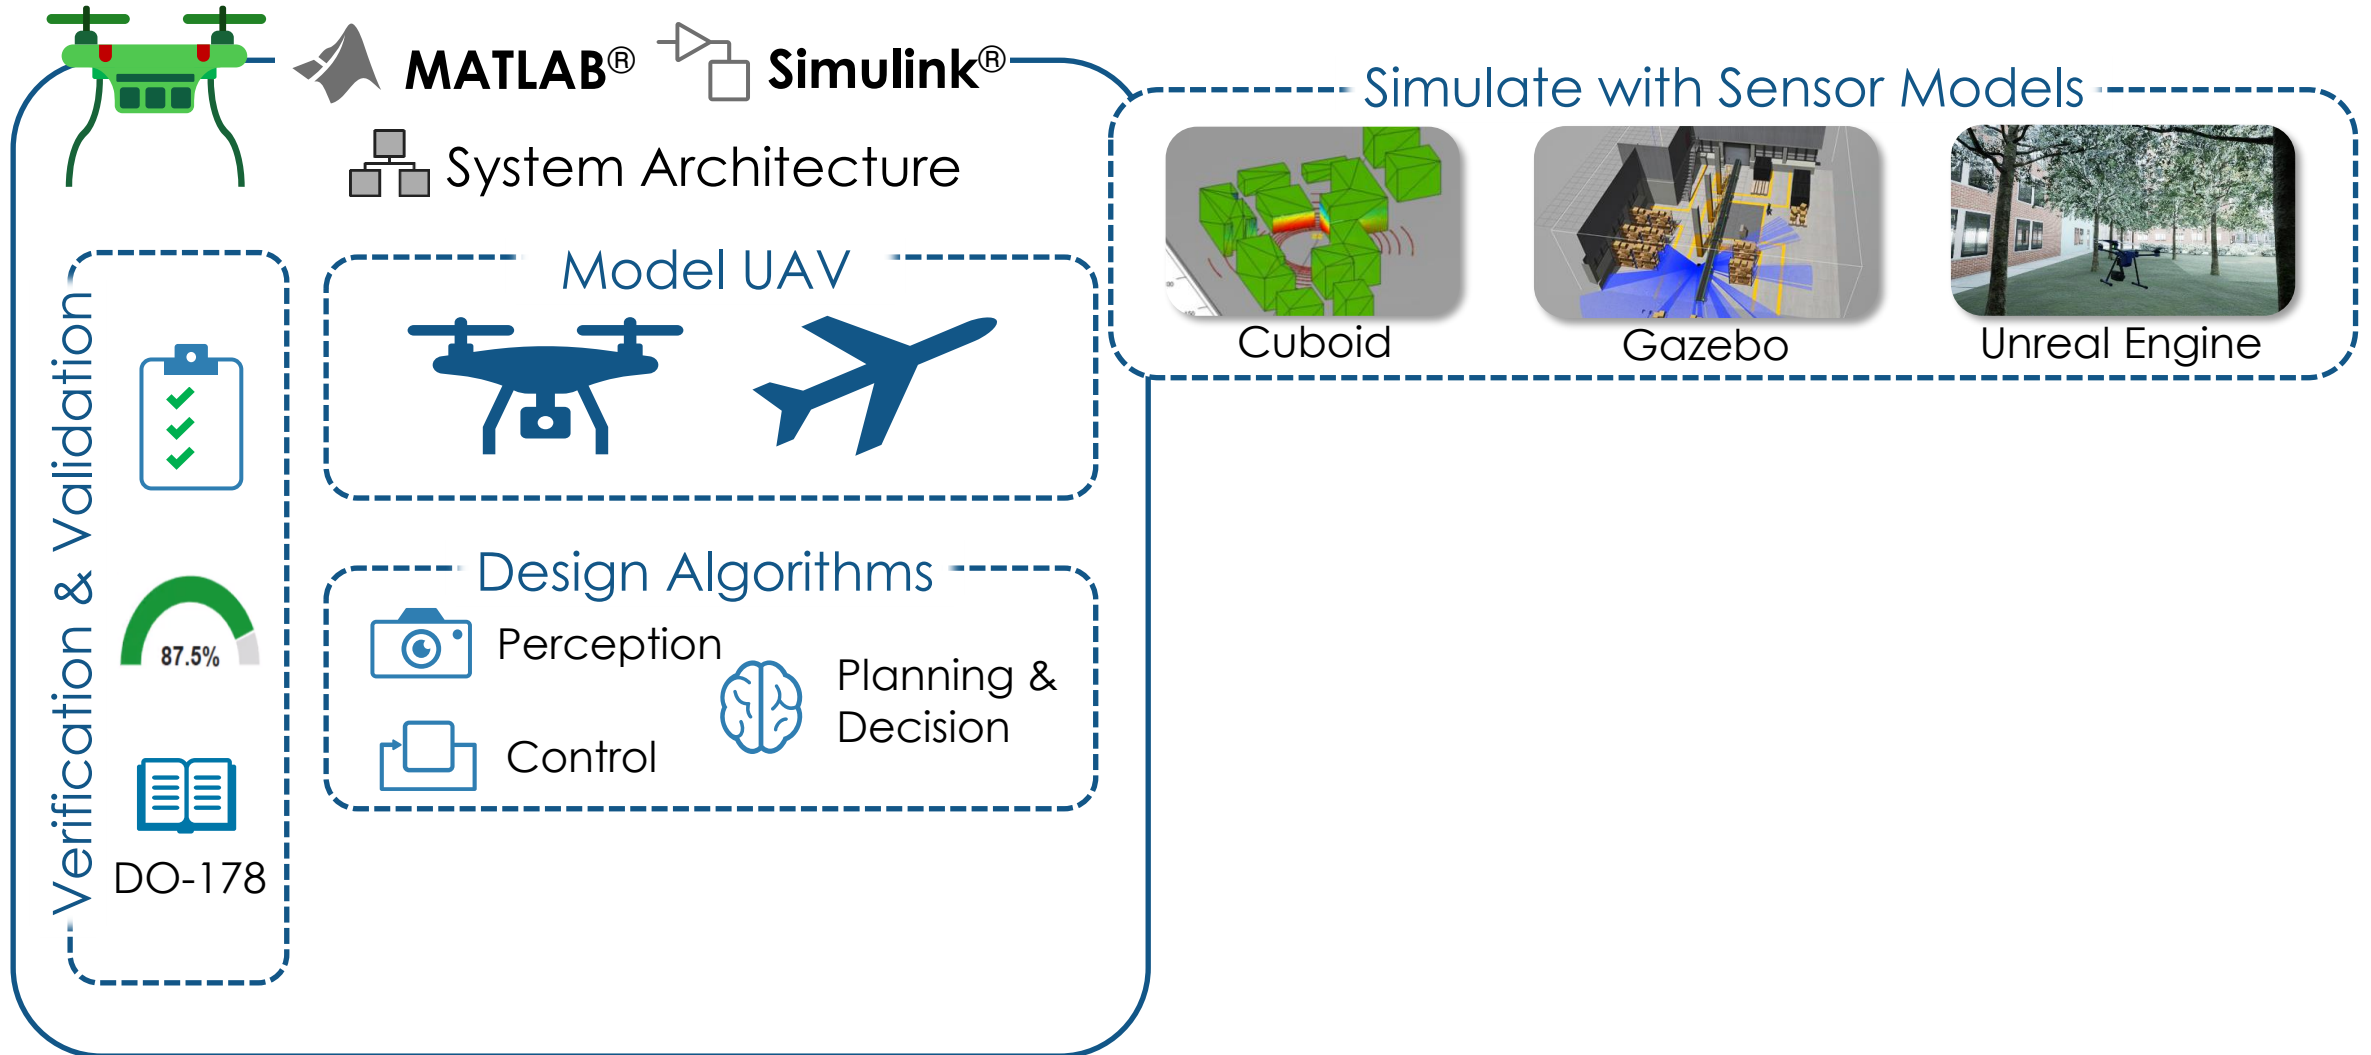 MATLAB®
Simulink®
System Architecture
Simulate with Sensor Models
Cuboid
Gazebo
Unreal Engine
Verification & Validation
87.5%
DO-178
Model UAV
Design Algorithms
Perception
Control
Planning &
Decision